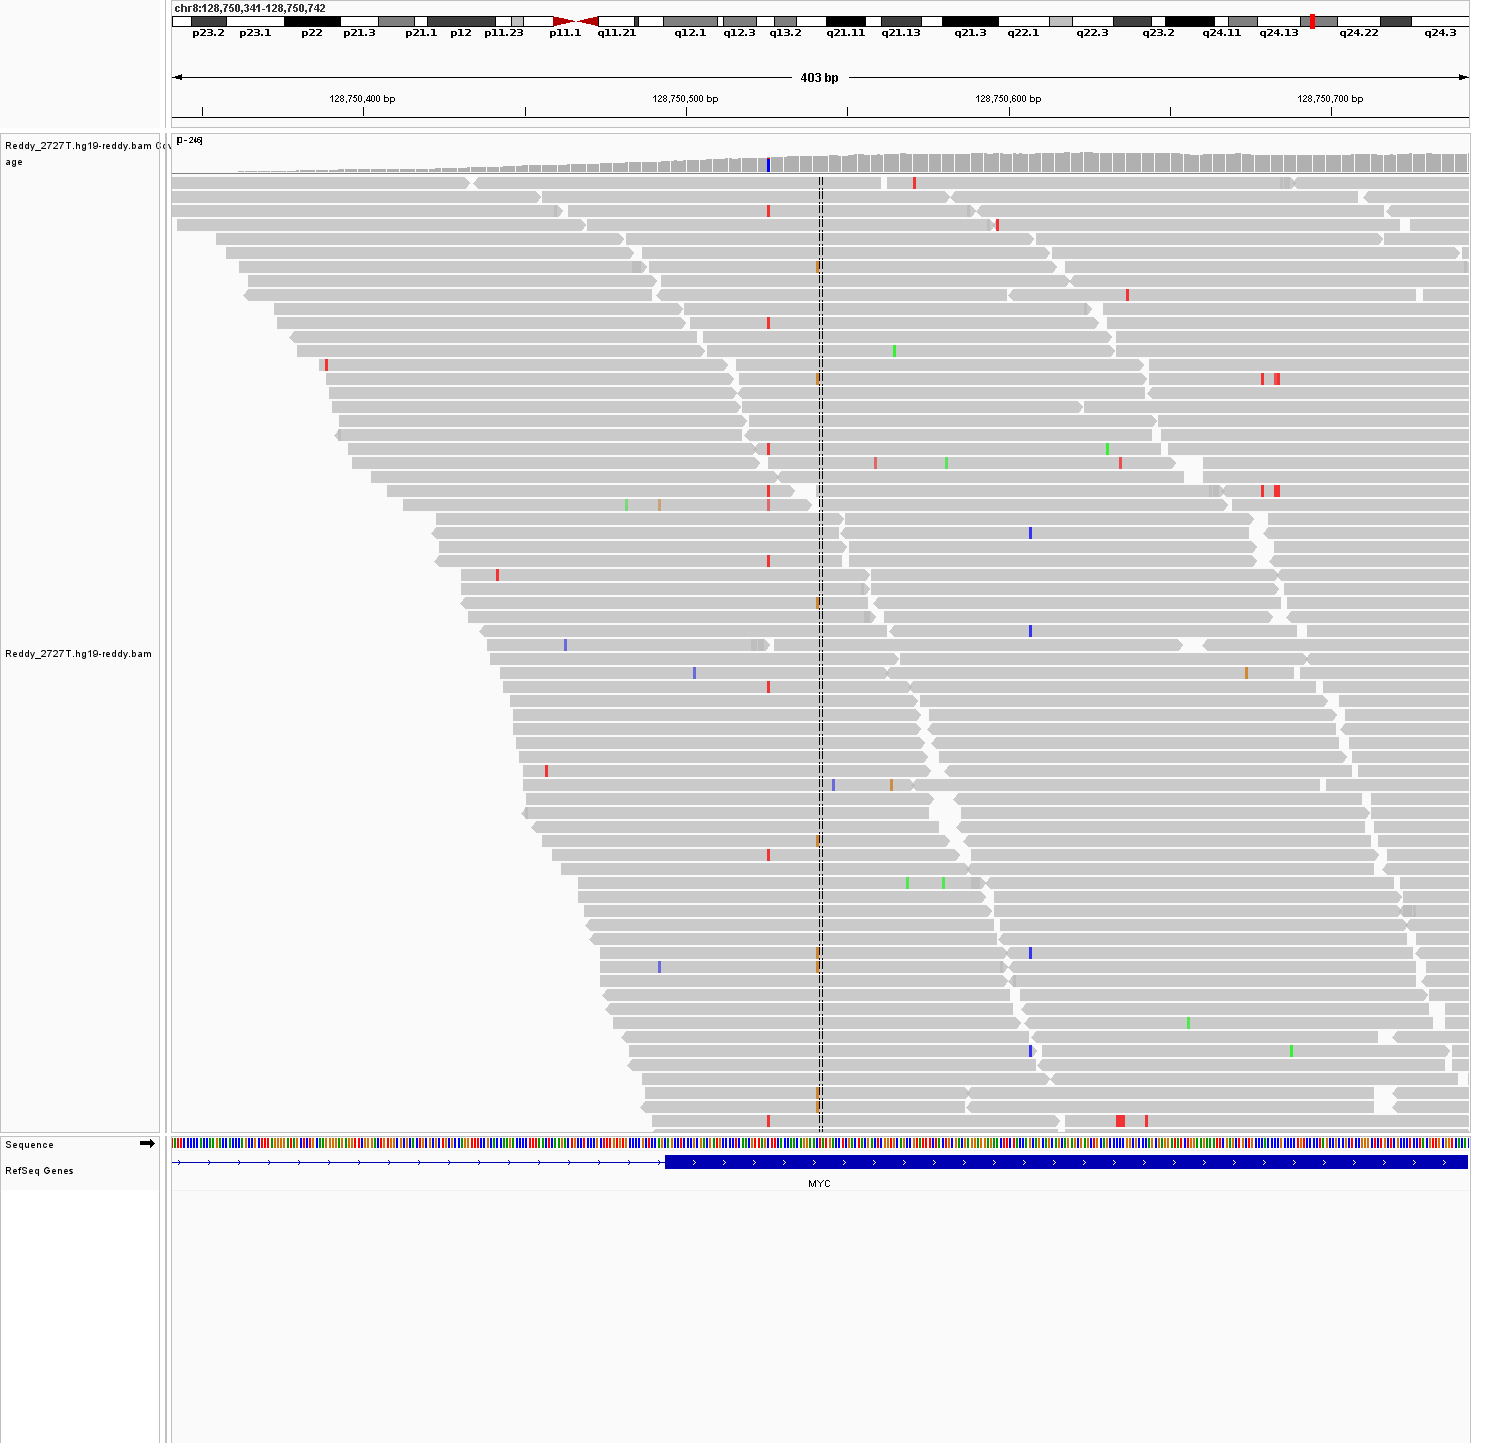 chr8:128,750,341-128,750,742
p23.2 p23.1 p22 p21.3 p21.1 p12 p11.23 p11.1 q11.21 q12.1 q12.3 q13.2 q21.11 q21.13 q21.3 q22.1 q22.3 q23.2 q24.11 q24.13 q24.22 q24.3
403 bp
128,750,400 bp 128,750,500 bp 128,750,600 bp 128,750,700 bp
[0 - 246]
Reddy_2727T.hg19-reddy.bam Cov
age
Reddy_2727T.hg19-reddy.bam
Sequence
RefSeq Genes
MYC